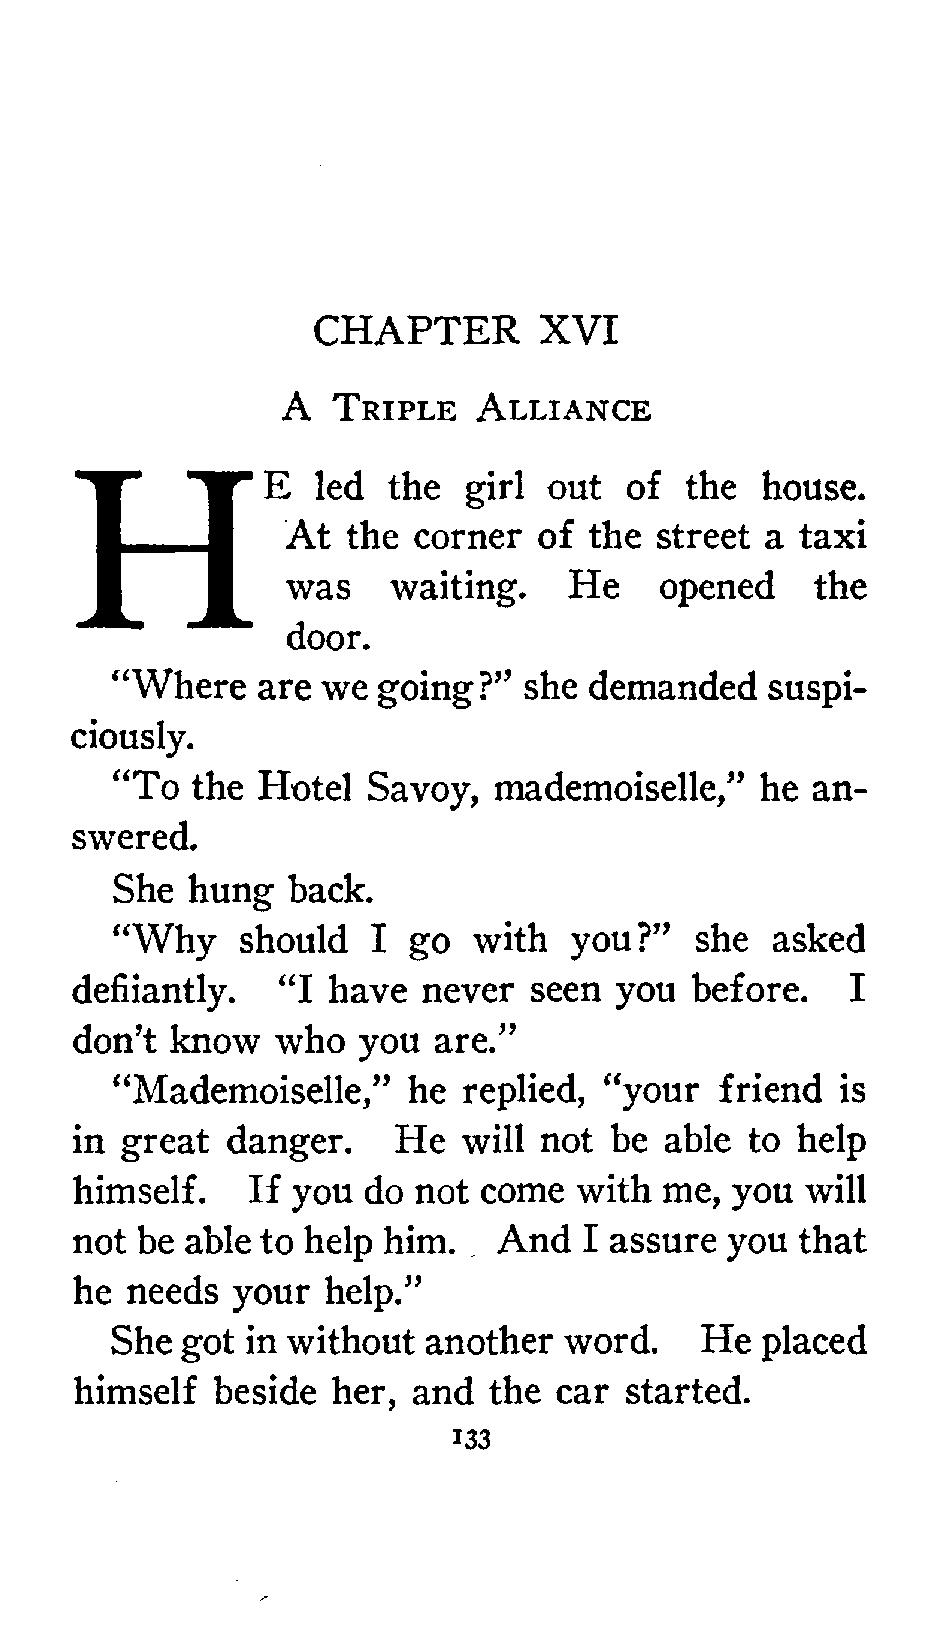 CHAPTER XVI
A TRIPLE ALLIANCE
HE led the girl out of the house.
At the corner of the street a taxi
was waiting. He opened the
door.
"Where are we going?" she demanded suspi-
ciously.
"To the Hotel Savoy, mademoiselle," he an-
swered.
She hung back.
"Why should I go with you?" she asked
defiiantly. "I have never seen you before. I
don't know who you are."
"Mademoiselle," he replied, "your friend is
in great danger. He will not be able to help
himself. If you do not come with me, you will
not be able to help him. And I assure you that
he needs your help."
She got in without another word. He placed
himself beside her, and the car started.
133